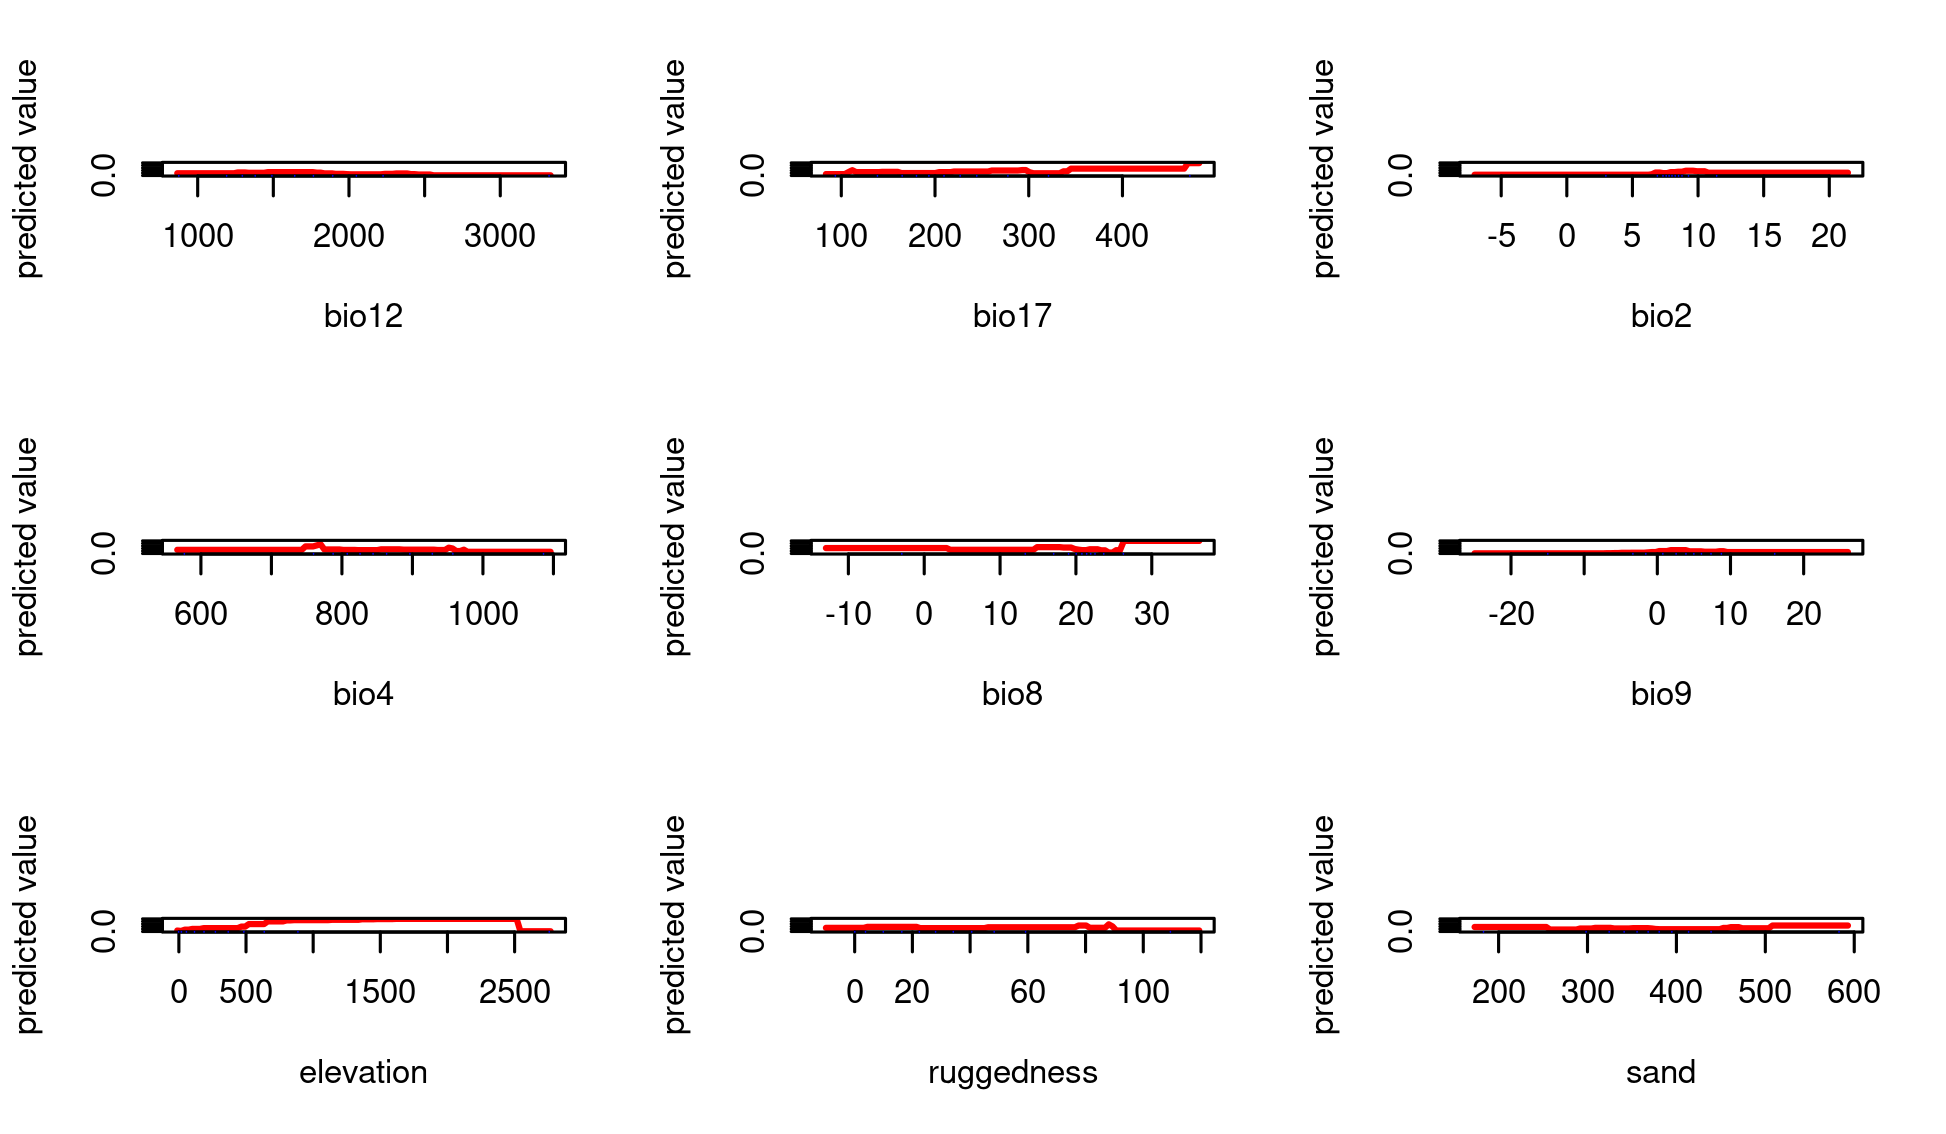 predicted value
0.0
1000 2000 3000
bio12
predicted value
0.0
100 200 300 400
bio17
predicted value
0.0
-5 0 5 10 15 20
bio2
predicted value
0.0
600 800 1000
bio4
predicted value
0.0
-10 0 10 20 30
bio8
predicted value
0.0
-20 0 10 20
bio9
predicted value
0.0
0 500 1500 2500
elevation
predicted value
0.0
0 20 60 100
ruggedness
predicted value
0.0
200 300 400 500 600
sand